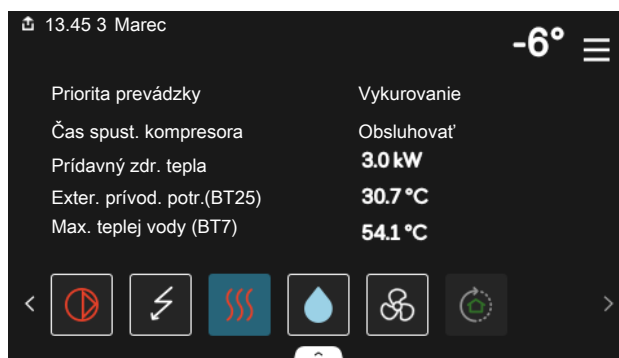 13.45 3 Marec
-6°
Priorita prevádzky Vykurovanie
Čas spust. kompresora Obsluhovať
Prídavný zdr. tepla 3.0 kW
Exter. prívod. potr.(BT25) 30.7 °C
Max. teplej vody (BT7) 54.1 °C